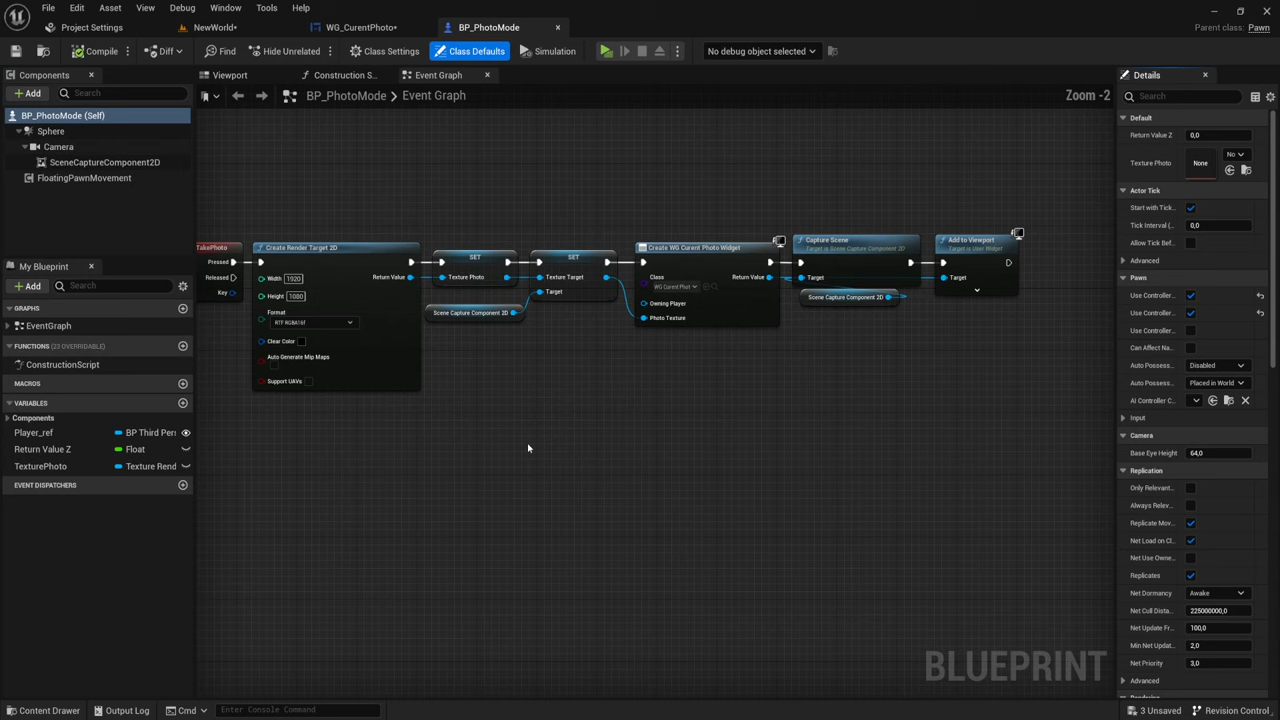 File Edit Asset View Debug Window Tools Help
Project Settings NewWorld* WG_CurentPhoto* BP_PhotoMode
Parent class: Pawn
Compile Diff Find Hide Unrelated Class Settings Class Defaults Simulation No debug object selected
Components
Add Search
BP_PhotoMode (Self)
Sphere
Camera
SceneCaptureComponent2D
FloatingPawnMovement
My Blueprint
Add Search
GRAPHS
EventGraph
FUNCTIONS (23 OVERRIDABLE)
ConstructionScript
MACROS
VARIABLES
Components
Player_ref BP Third Per
Return Value Z Float
TexturePhoto Texture Rend
EVENT DISPATCHERS
Viewport Construction S... Event Graph
BP_PhotoMode > Event Graph
Zoom -2
TakePhoto
Pressed
Released
Key
Create Render Target 2D
Width 1920
Return Value
Height 1080
Format
RTF RGBA16f
Clear Color
Auto Generate Mip Maps
Support UAVs
SET
Texture Photo
Scene Capture Component 2D
SET
Texture Target
Target
Create WG Curent Photo Widget
Class
Return Value
WG Curent Phot
Owning Player
Photo Texture
Capture Scene
Target is Scene Capture Component 2D
Target
Scene Capture Component 2D
Add to Viewport
Target is User Widget
Target
BLUEPRINT
Details
Search
Default
Return Value Z 0,0
Texture Photo None No
Actor Tick
Start with Tick...
Tick Interval (... 0,0
Allow Tick Bef...
Advanced
Pawn
Use Controller...
Use Controller...
Use Controller...
Can Affect Na...
Auto Possess... Disabled
Auto Possess... Placed in World
AI Controller C...
Input
Camera
Base Eye Height 64,0
Replication
Only Relevant...
Always Relev...
Replicate Mov...
Net Load on Cl...
Net Use Owne...
Replicates
Net Dormancy Awake
Net Cull Dista... 225000000,0
Net Update Fr... 100,0
Min Net Updat... 2,0
Net Priority 3,0
Advanced
Content Drawer Output Log Cmd Enter Console Command 3 Unsaved Revision Control